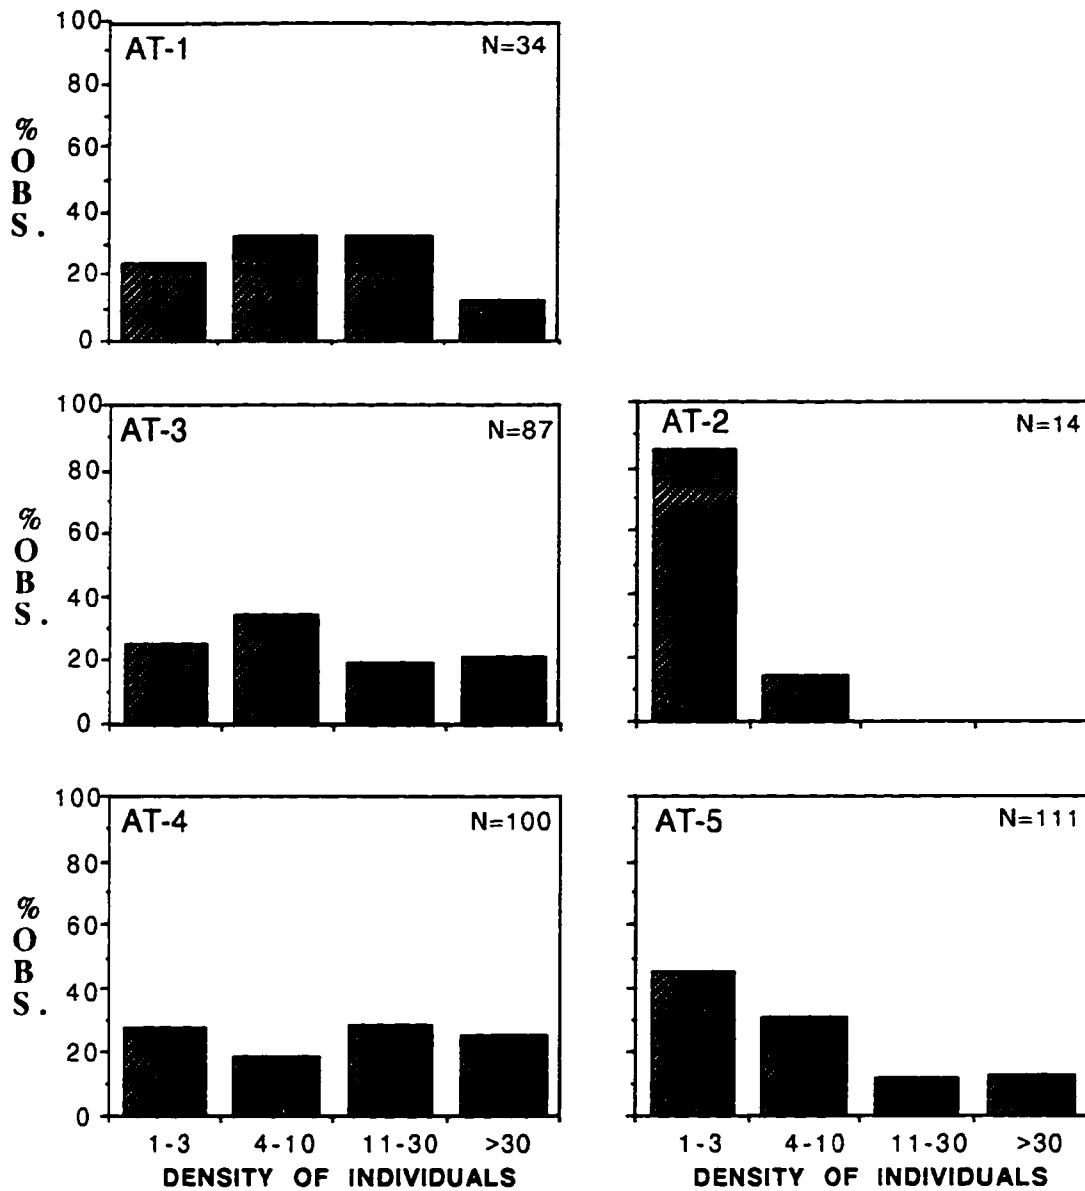 AT-1 N=34
100
80
60
40
20
0
%
O
B
S.
AT-3 N=87
100
80
60
40
20
0
%
O
B
S.
AT-2 N=14
AT-4 N=100
100
80
60
40
20
0
%
O
B
S.
1-3 4-10 11-30 >30
DENSITY OF INDIVIDUALS
AT-5 N=111
1-3 4-10 11-30 >30
DENSITY OF INDIVIDUALS